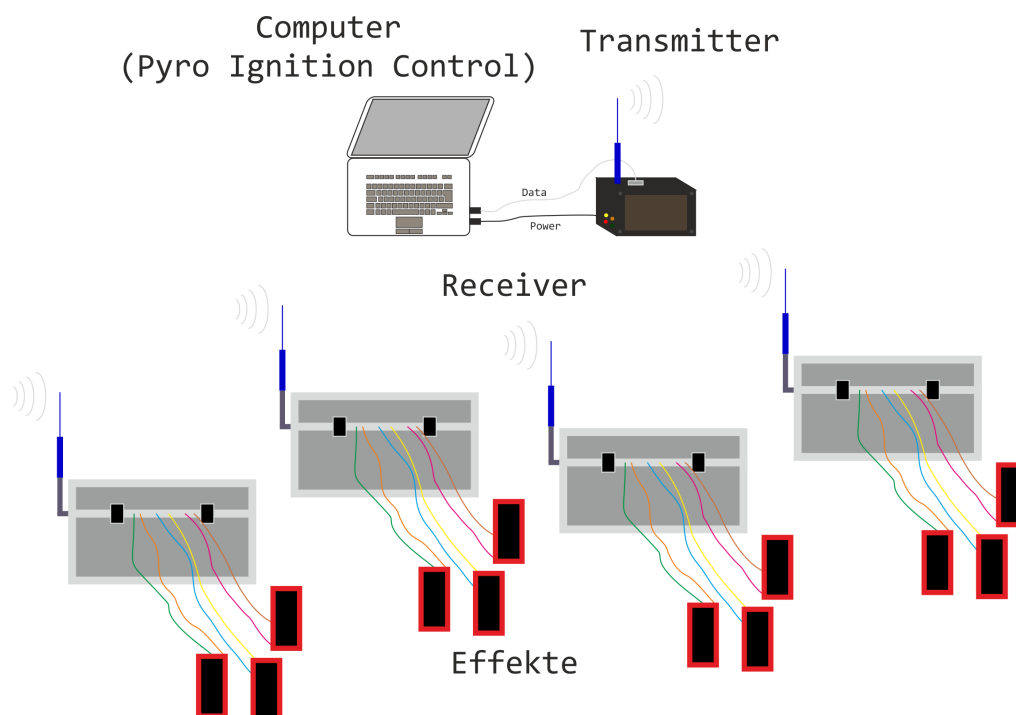 Computer
(Pyro Ignition Control)
Transmitter
Data
Power
Receiver
Effekte